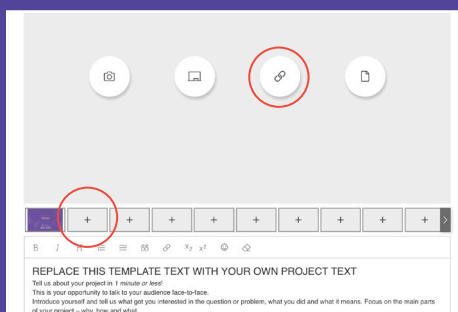 B I H 66 X₂ X²
REPLACE THIS TEMPLATE TEXT WITH YOUR OWN PROJECT TEXT
Tell us about your project in 1 minute or less!
This is your opportunity to talk to your audience face-to-face.
Introduce yourself and tell us what got you interested in the question or problem, what you did and what it means. Focus on the main parts
of your project – why, how and what